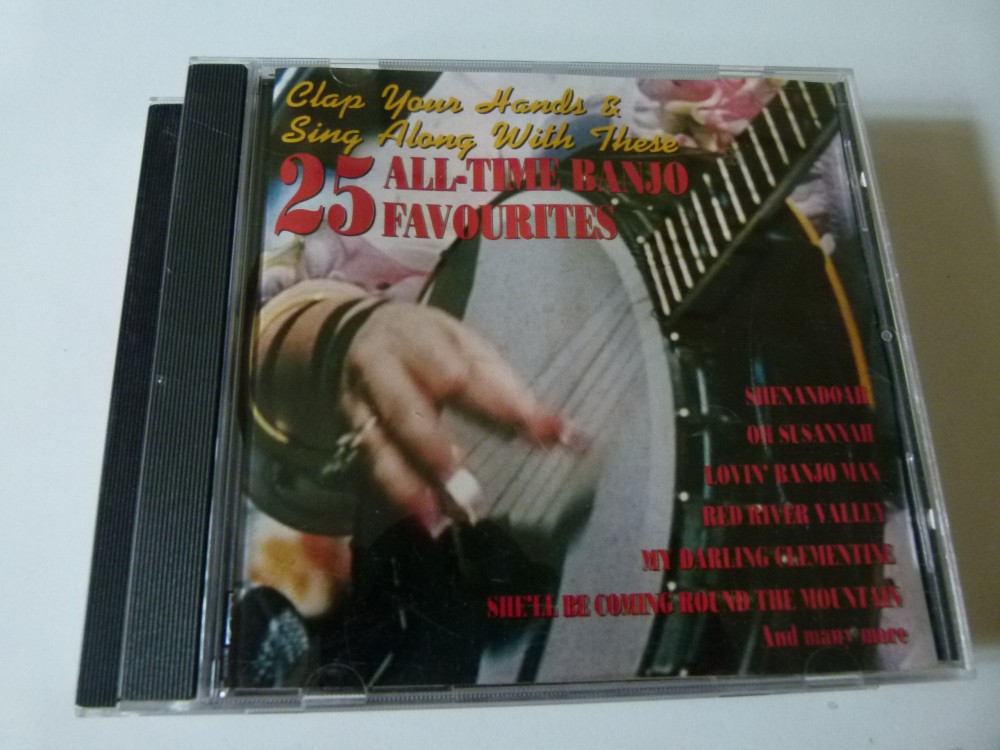 Clap Your Hands &
Sing Along With These
25 ALL-TIME BANJO
FAVOURITES
SHENANDOAH
OH SUSANNAH
LOVIN' BANJO MAN
RED RIVER VALLEY
MY DARLING CLEMENTINE
SHE'LL BE COMING ROUND THE MOUNTAIN
And many more